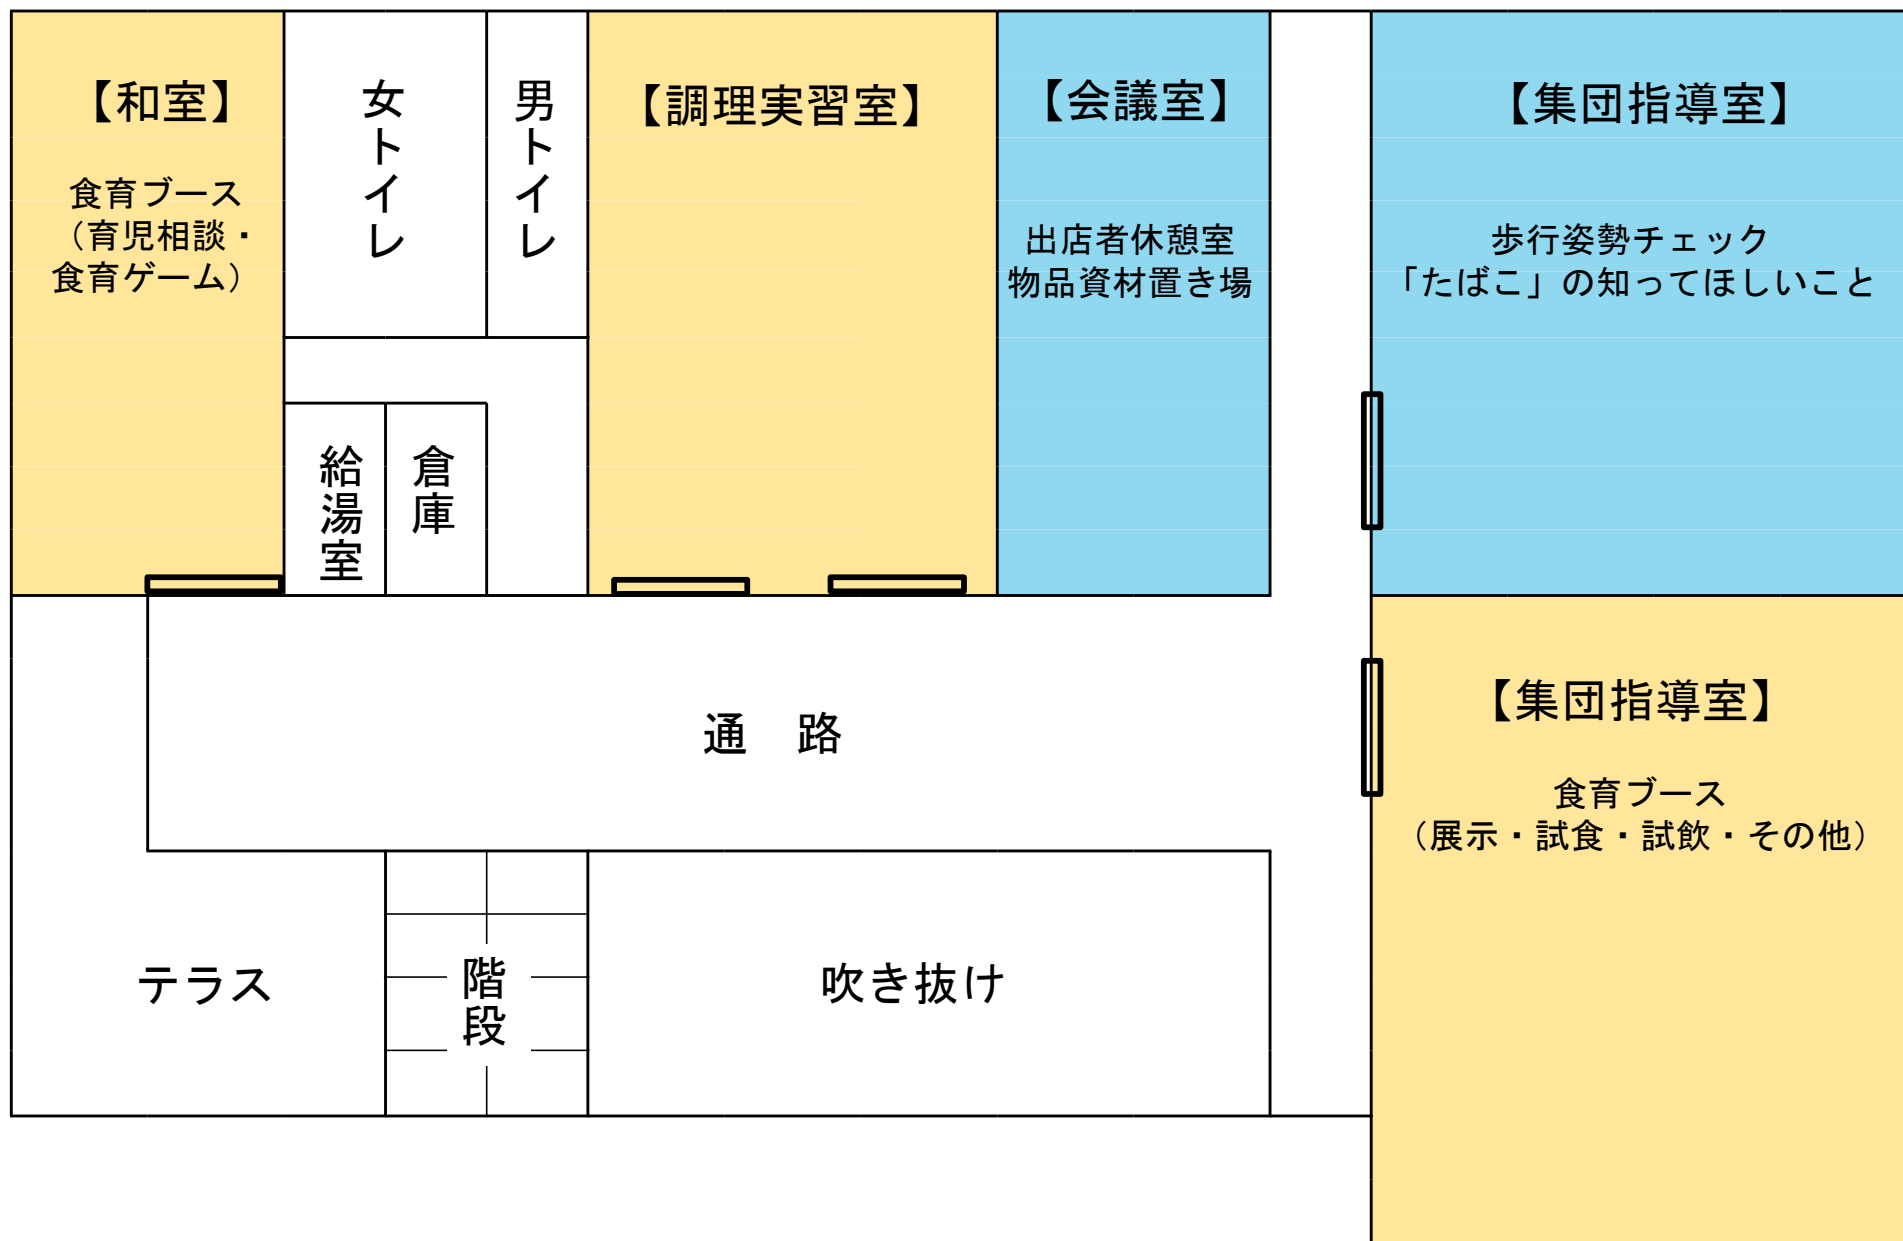 【和室】
食育ブース
（育児相談・
食育ゲーム）
女トイレ
男トイレ
【調理実習室】
【会議室】
出店者休憩室
物品資材置き場
【集団指導室】
歩行姿勢チェック
「たばこ」の知ってほしいこと
給湯室
倉庫
通　路
【集団指導室】
食育ブース
（展示・試食・試飲・その他）
テラス
階段
吹き抜け